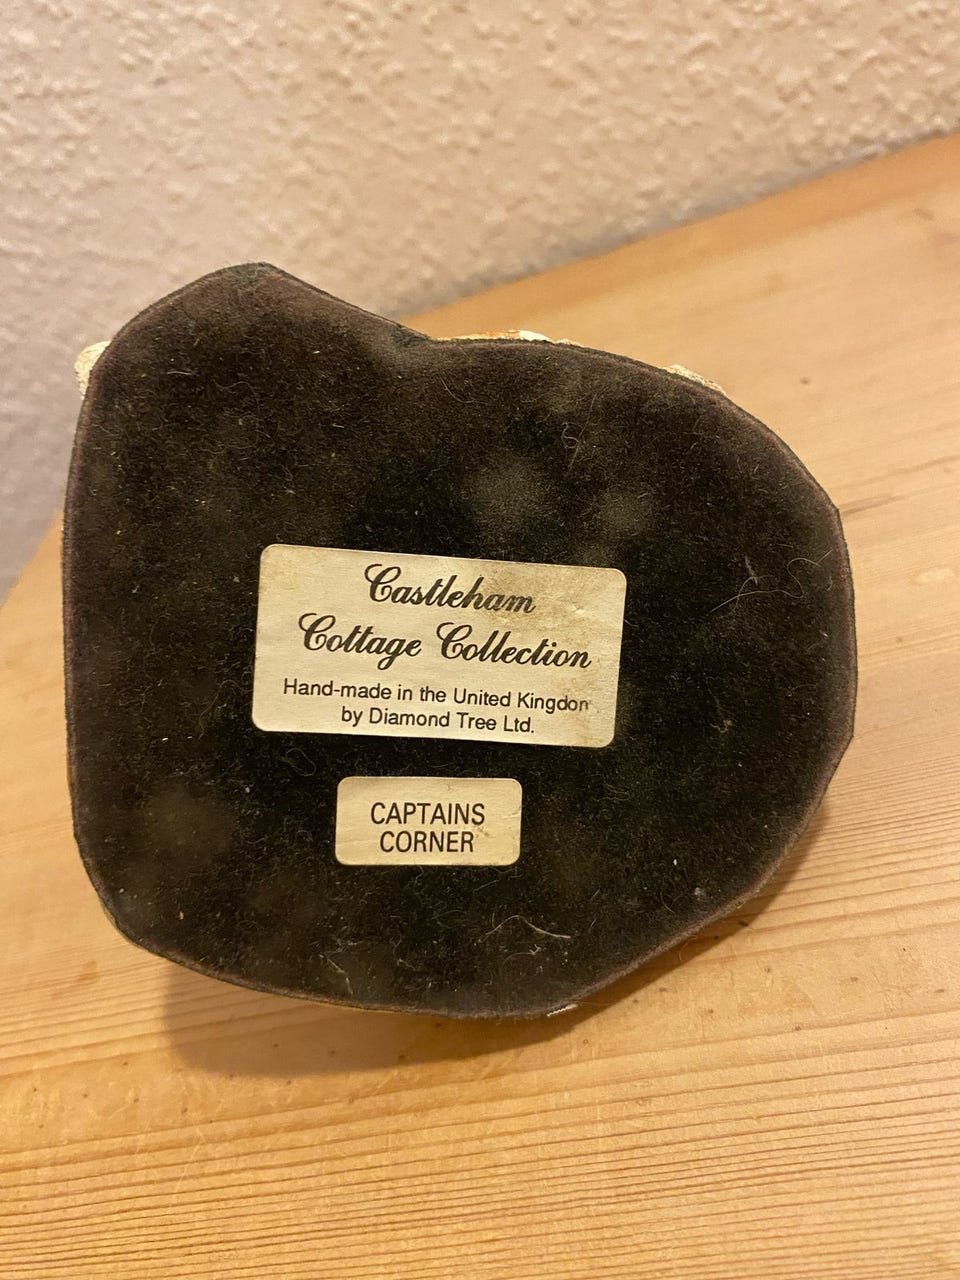 Castleham
Cottage Collection
Hand-made in the United Kingdom
by Diamond Tree Ltd.
CAPTAINS
CORNER